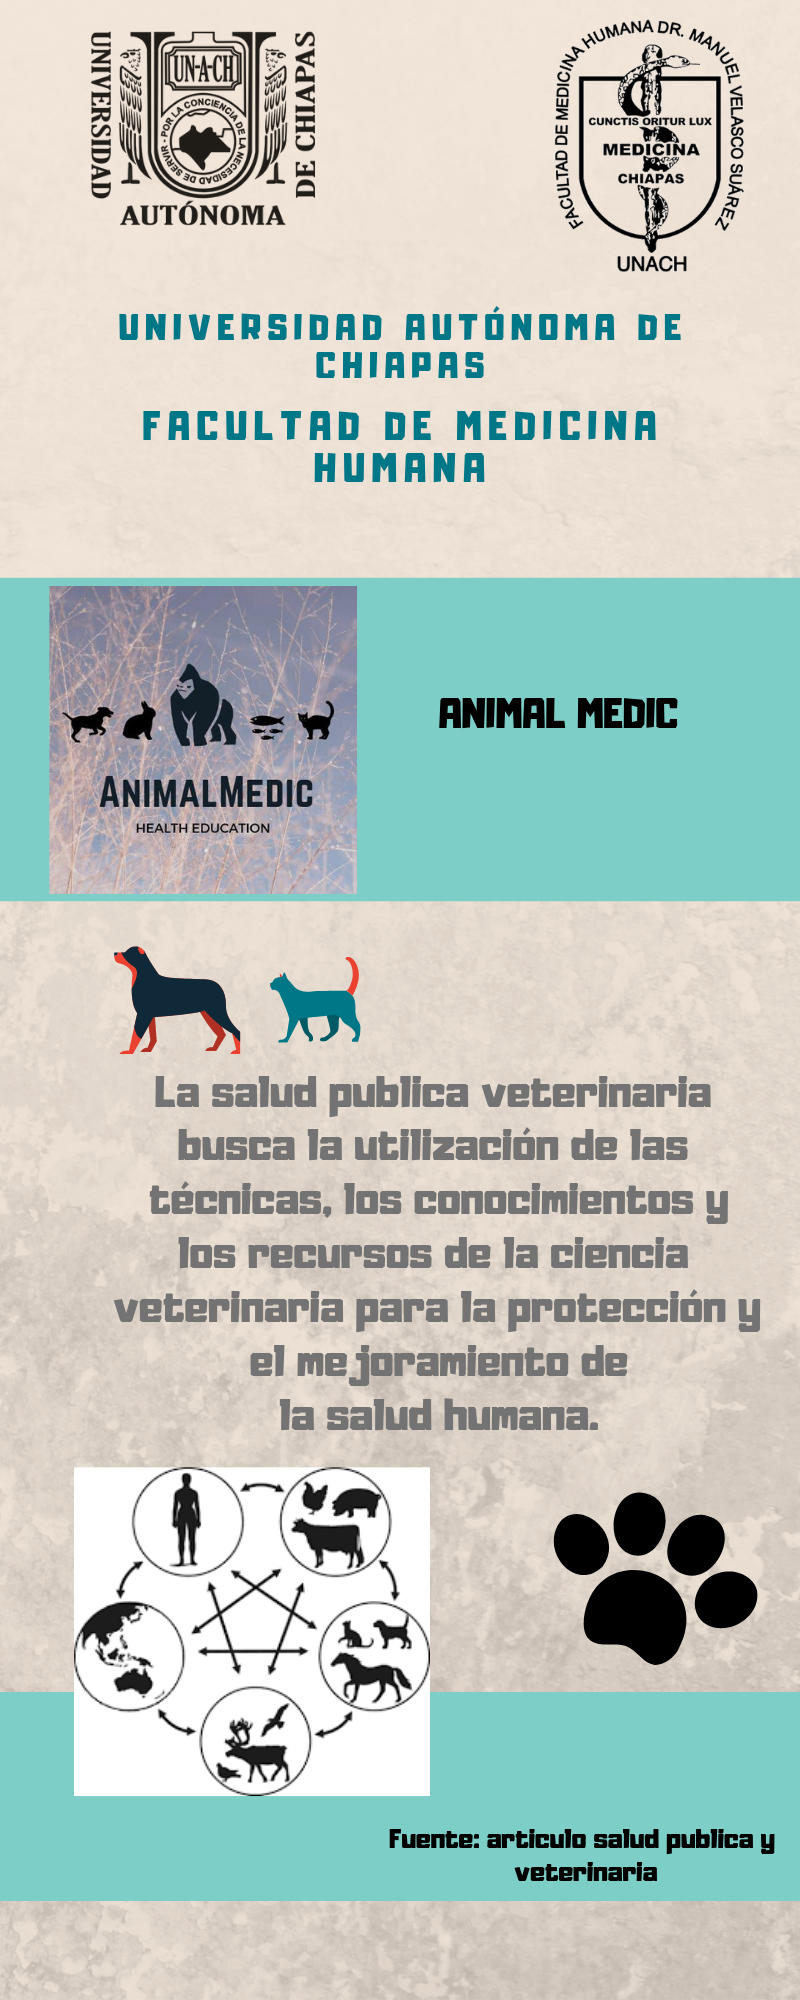 UNIVERSIDAD
UN-A-CH
POR LA CONCIENCIA DE LA NECESIDAD DE SERVIR
DE CHIAPAS
AUTÓNOMA
FACULTAD DE MEDICINA HUMANA DR. MANUEL VELASCO SUÁREZ
CUNCTIS ORITUR LUX
MEDICINA
CHIAPAS
UNACH
UNIVERSIDAD AUTÓNOMA DE
CHIAPAS
FACULTAD DE MEDICINA
HUMANA
ANIMALMEDIC
HEALTH EDUCATION
ANIMAL MEDIC
La salud publica veterinaria
busca la utilización de las
técnicas, los conocimientos y
los recursos de la ciencia
veterinaria para la protección y
el mejoramiento de
la salud humana.
Fuente: articulo salud publica y
veterinaria